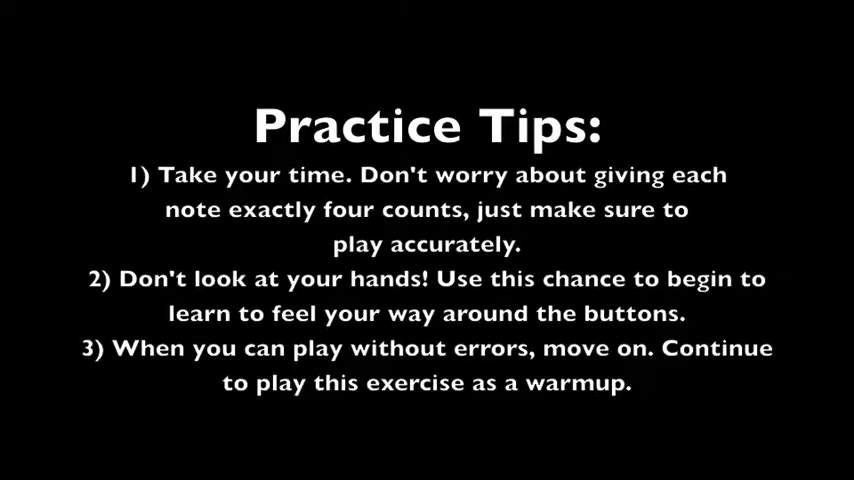 Practice Tips:
1) Take your time. Don't worry about giving each
note exactly four counts, just make sure to
play accurately.
2) Don't look at your hands! Use this chance to begin to
learn to feel your way around the buttons.
3) When you can play without errors, move on. Continue
to play this exercise as a warmup.